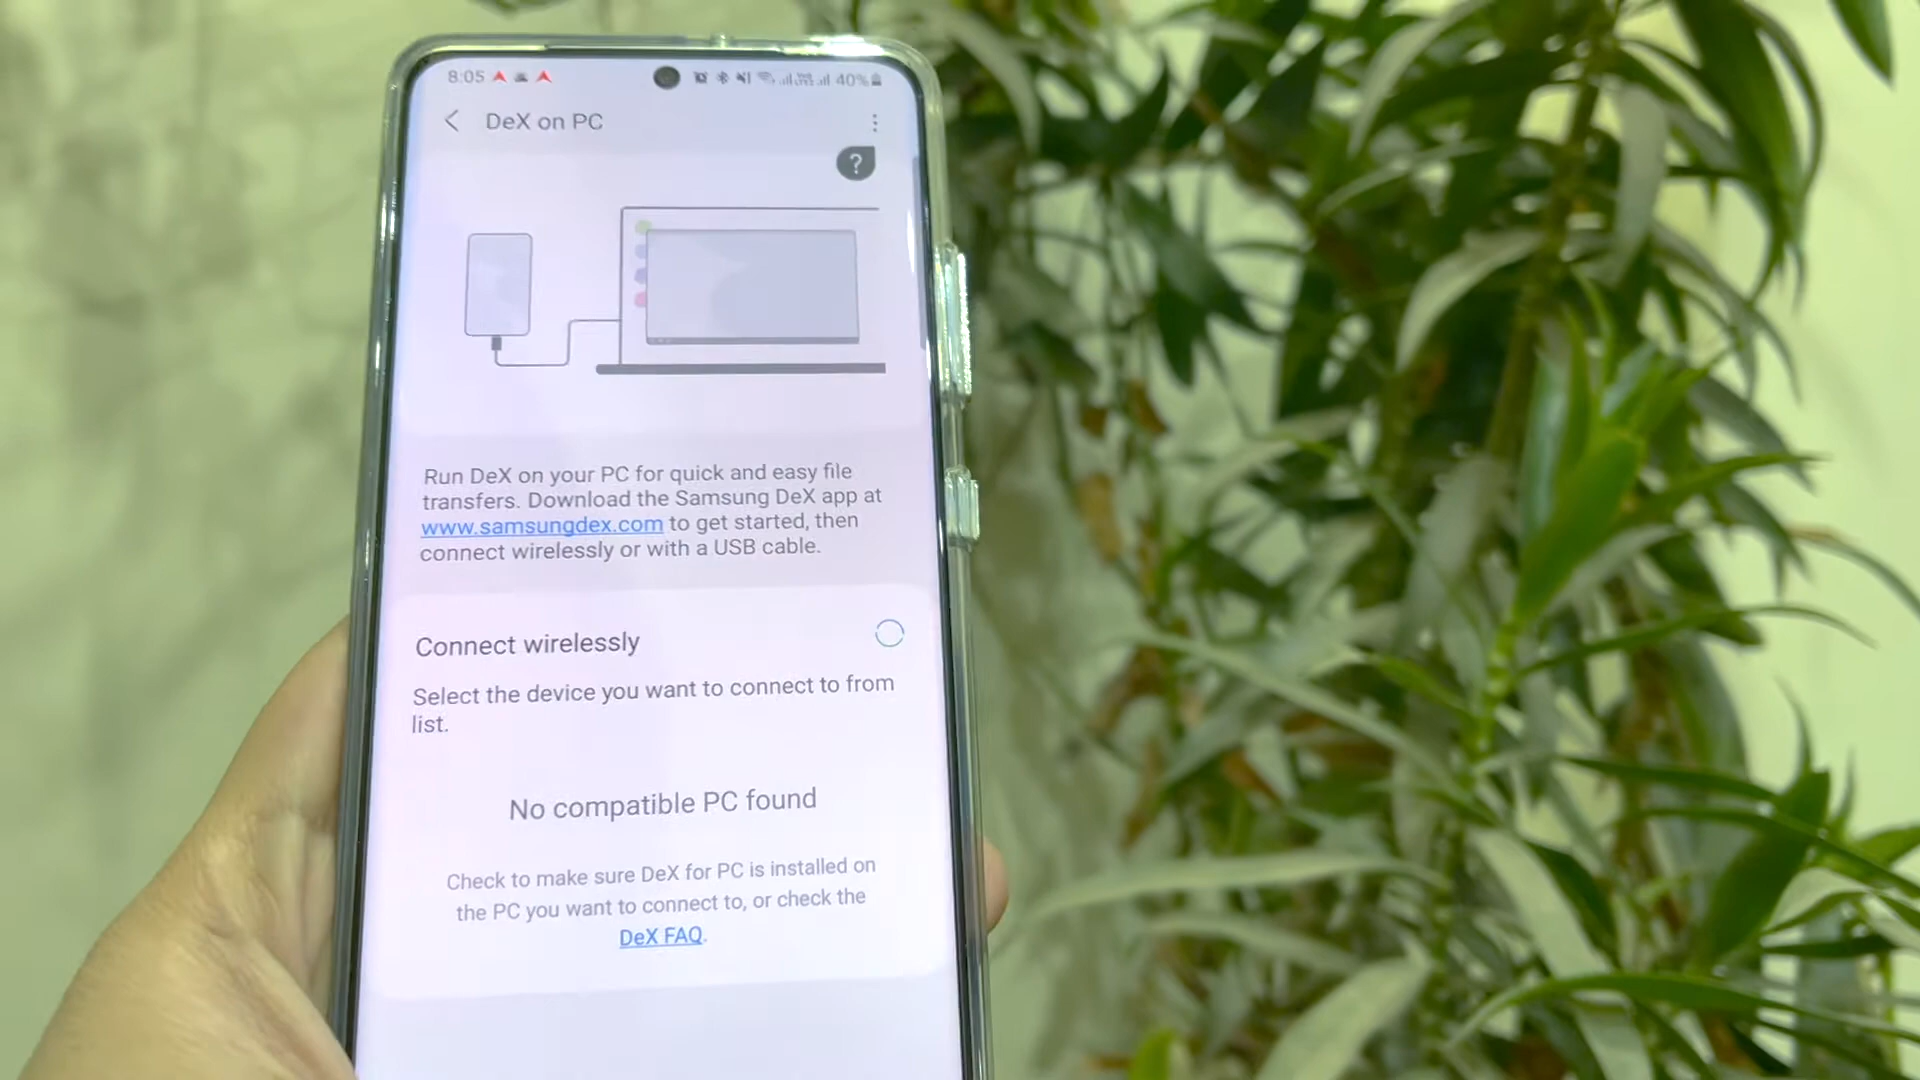 8:05
40%
DeX on PC
?
Run DeX on your PC for quick and easy file
transfers. Download the Samsung DeX app at
www.samsungdex.com to get started, then
connect wirelessly or with a USB cable.
Connect wirelessly
Select the device you want to connect to from
list.
No compatible PC found
Check to make sure DeX for PC is installed on
the PC you want to connect to, or check the
DeX FAQ.